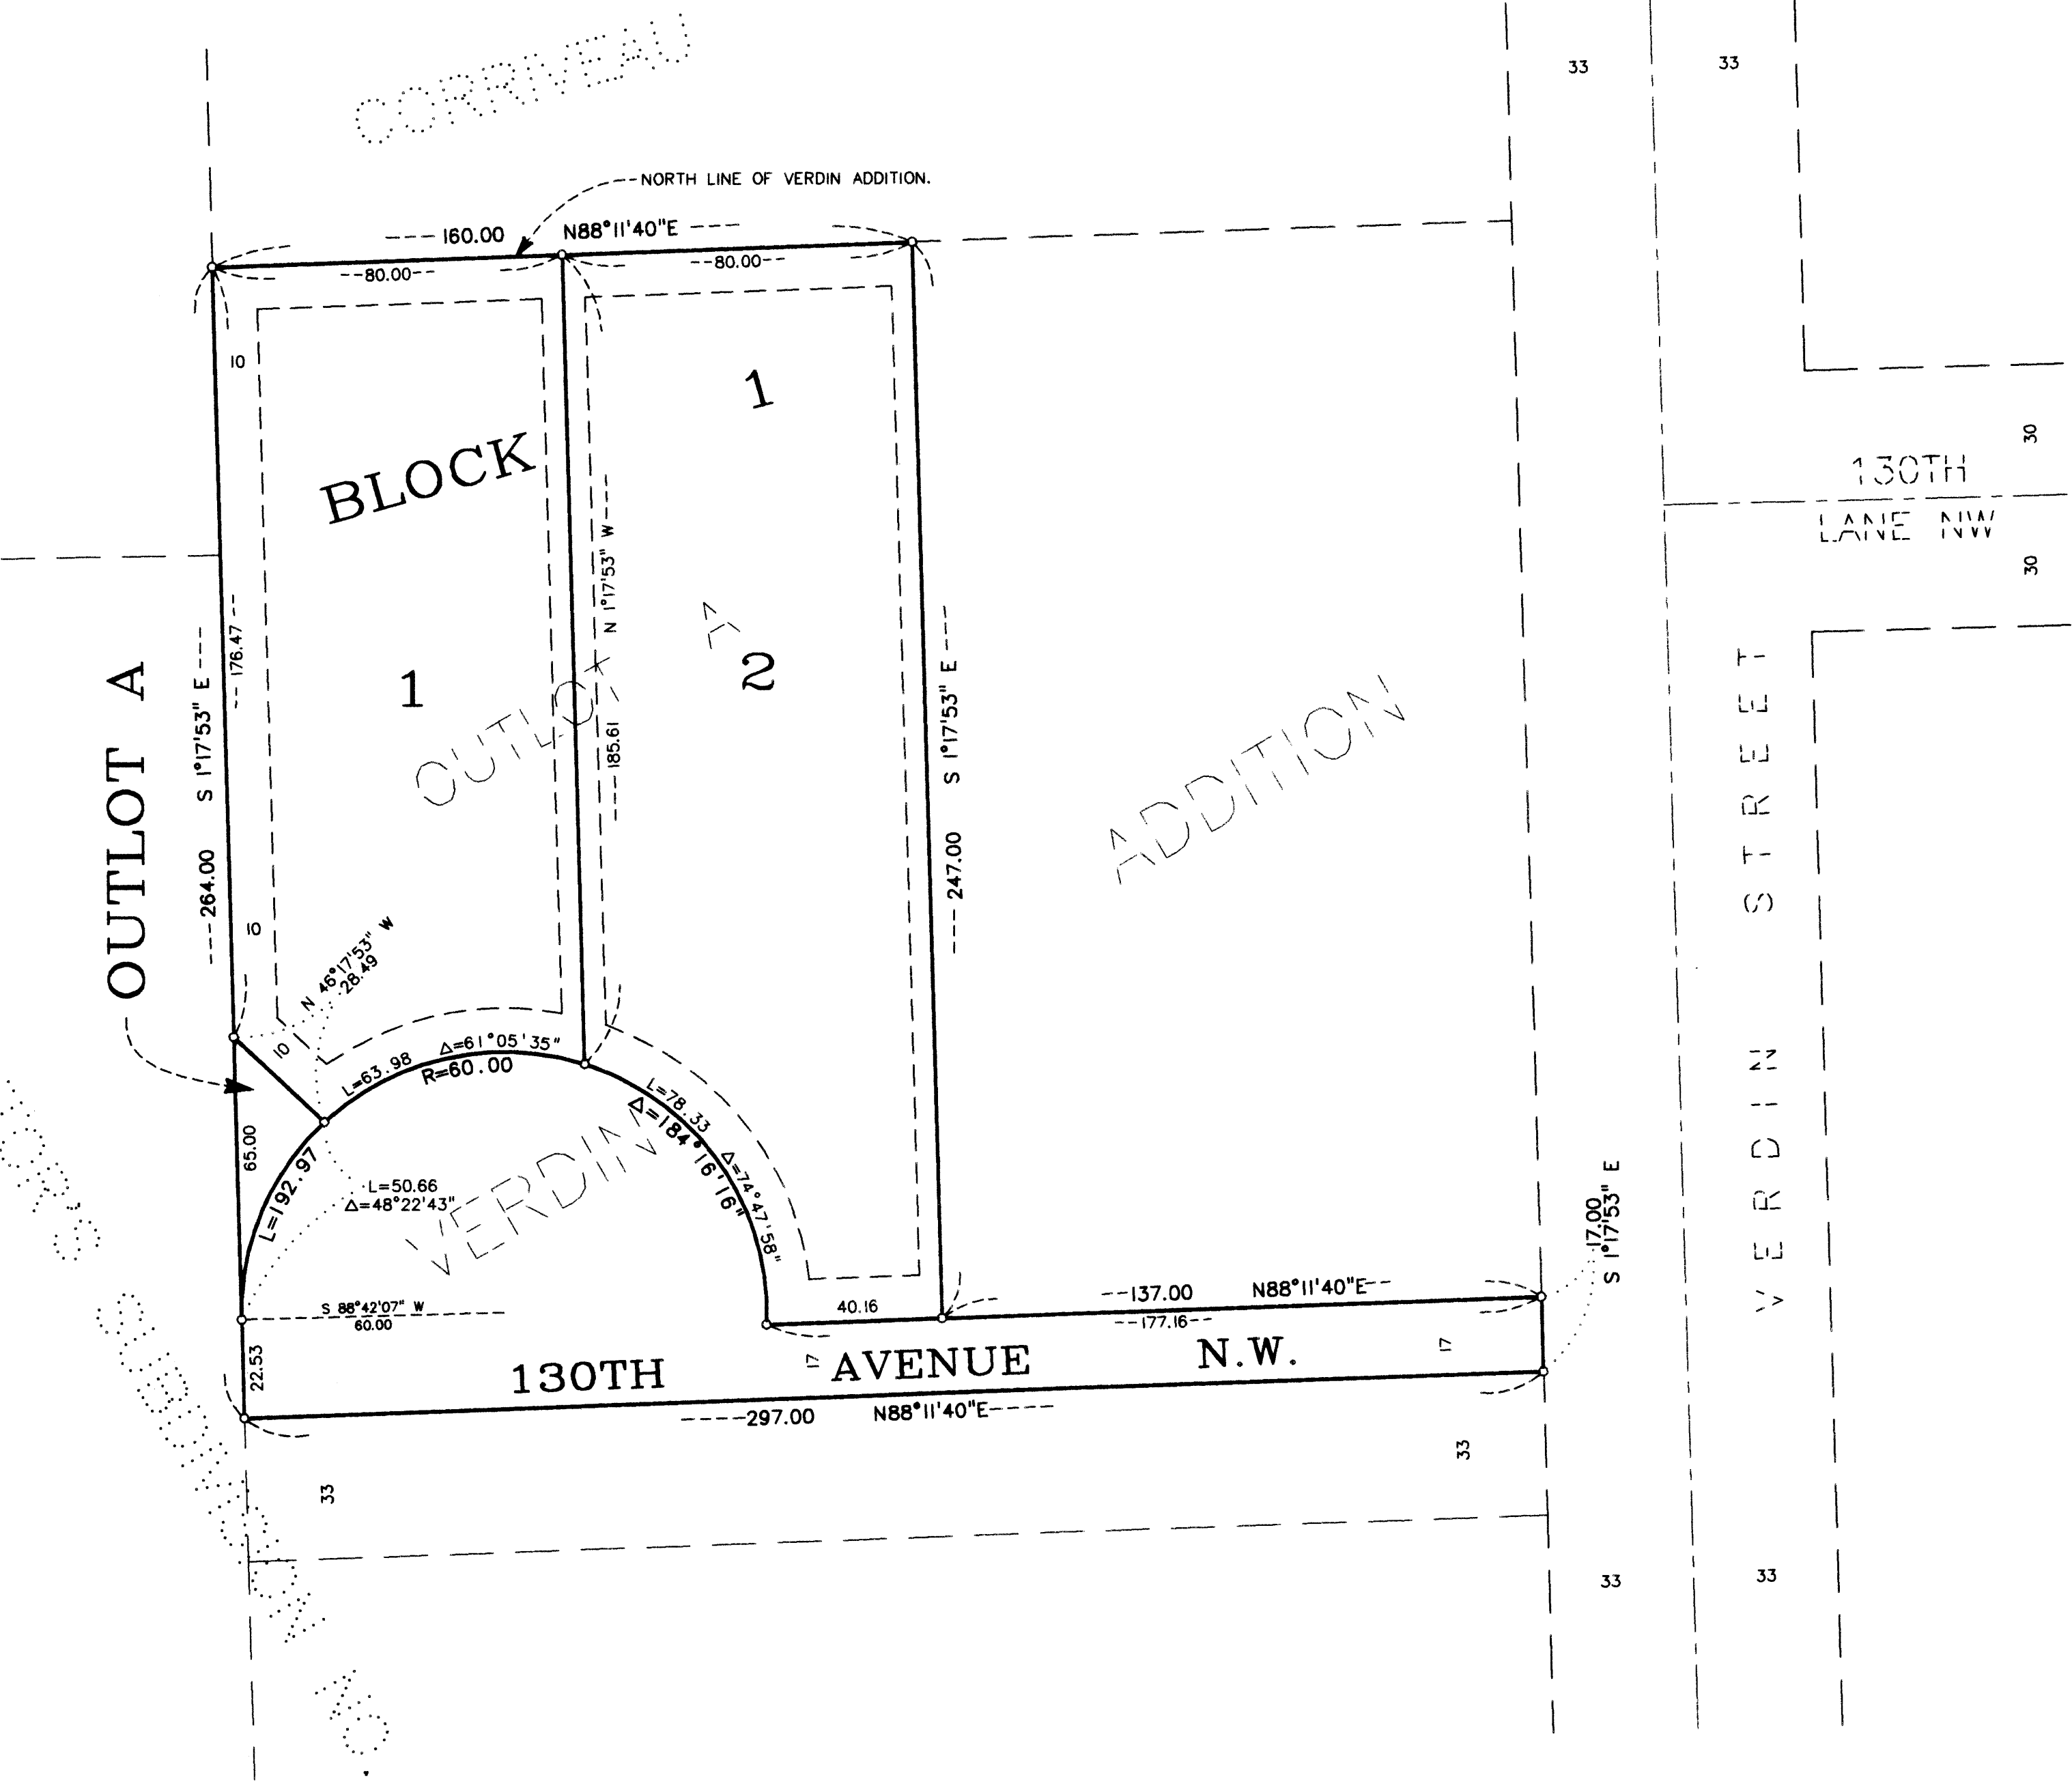 CORRIVEAU
33
33
NORTH LINE OF VERDIN ADDITION.
160.00 N88°11'40"E
80.00
80.00
10
1
BLOCK
130TH
LANE NW
30
30
N 1°17'53" W
185.61
176.47
264.00 S 1°17'53" E
OUTLOT A
1
2
OUTLOT A
247.00 S 1°17'53" E
ADDITION
VERDIN STREET
10
N 46°17'53" W
28.49
10
L=63.98 Δ=61°05'35"
R=60.00
L=78.33 Δ=74°47'58"
Δ=184°16'16"
L=192.97
65.00
L=50.66
Δ=48°22'43"
VERDIN
17.00
S 1°17'53" E
S 88°42'07" W
60.00
22.53
40.16
137.00 N88°11'40"E
177.16
17
17
130TH AVENUE N.W.
297.00 N88°11'40"E
33
33
33
33
SUBDIVISION NO.